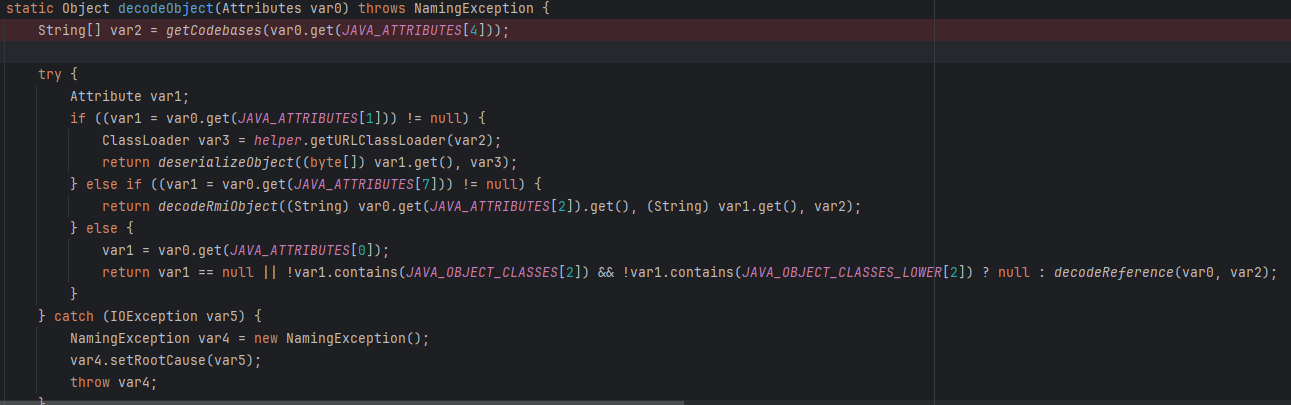 static Object decodeObject(Attributes var0) throws NamingException {
    String[] var2 = getCodebases(var0.get(JAVA_ATTRIBUTES[4]));

    try {
        Attribute var1;
        if ((var1 = var0.get(JAVA_ATTRIBUTES[1])) != null) {
            ClassLoader var3 = helper.getURLClassLoader(var2);
            return deserializeObject((byte[]) var1.get(), var3);
        } else if ((var1 = var0.get(JAVA_ATTRIBUTES[7])) != null) {
            return decodeRmiObject((String) var0.get(JAVA_ATTRIBUTES[2]).get(), (String) var1.get(), var2);
        } else {
            var1 = var0.get(JAVA_ATTRIBUTES[0]);
            return var1 == null || !var1.contains(JAVA_OBJECT_CLASSES[2]) && !var1.contains(JAVA_OBJECT_CLASSES_LOWER[2]) ? null : decodeReference(var0, var2);
        }
    } catch (IOException var5) {
        NamingException var4 = new NamingException();
        var4.setRootCause(var5);
        throw var4;
    }